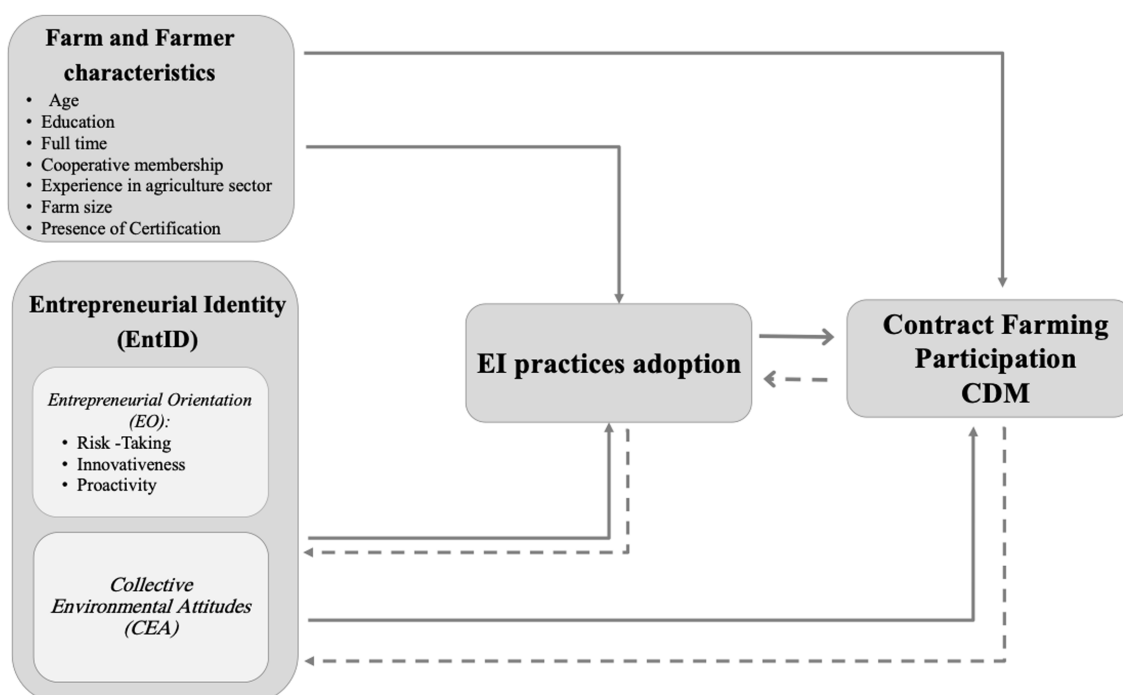 Farm and Farmer
characteristics
• Age
• Education
• Full time
• Cooperative membership
• Experience in agriculture sector
• Farm size
• Presence of Certification
Entrepreneurial Identity
(EntID)
Entrepreneurial Orientation
(EO):
• Risk -Taking
• Innovativeness
• Proactivity
Collective
Environmental Attitudes
(CEA)
EI practices adoption
Contract Farming
Participation
CDM